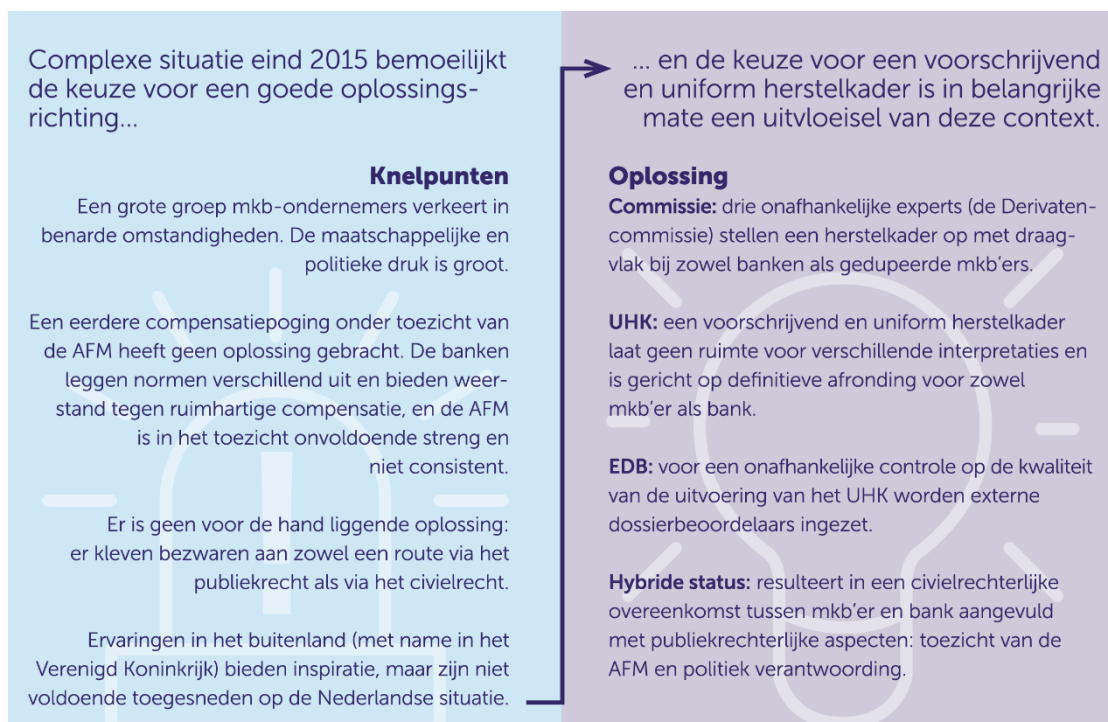 Complexe situatie eind 2015 bemoeilijkt
de keuze voor een goede oplossings-
richting...
Knelpunten
Een grote groep mkb-ondernemers verkeert in
benarde omstandigheden. De maatschappelijke en
politieke druk is groot.
Een eerdere compensatiepoging onder toezicht van
de AFM heeft geen oplossing gebracht. De banken
leggen normen verschillend uit en bieden weer-
stand tegen ruimhartige compensatie, en de AFM
is in het toezicht onvoldoende streng en
niet consistent.
Er is geen voor de hand liggende oplossing:
er kleven bezwaren aan zowel een route via het
publiekrecht als via het civielrecht.
Ervaringen in het buitenland (met name in het
Verenigd Koninkrijk) bieden inspiratie, maar zijn niet
voldoende toegesneden op de Nederlandse situatie.
... en de keuze voor een voorschrijvend
en uniform herstelkader is in belangrijke
mate een uitvloeisel van deze context.
Oplossing
Commissie: drie onafhankelijke experts (de Derivaten-
commissie) stellen een herstelkader op met draag-
vlak bij zowel banken als gedupeerde mkb'ers.
UHK: een voorschrijvend en uniform herstelkader
laat geen ruimte voor verschillende interpretaties en
is gericht op definitieve afronding voor zowel
mkb'er als bank.
EDB: voor een onafhankelijke controle op de kwaliteit
van de uitvoering van het UHK worden externe
dossierbeoordelaars ingezet.
Hybride status: resulteert in een civielrechterlijke
overeenkomst tussen mkb'er en bank aangevuld
met publiekrechterlijke aspecten: toezicht van de
AFM en politiek verantwoording.